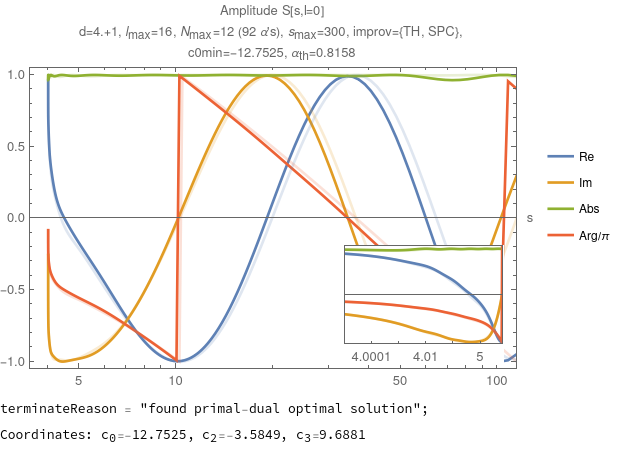 Amplitude S[s,l=0]
d=4.+1, lmax=16, Nmax=12 (92 α's), smax=300, improv={TH, SPC},
c0min=-12.7525, αth=0.8158
1.0
0.5
0.0
-0.5
-1.0
s
Re
Im
Abs
Arg/π
4.0001 4.01 5
5 10 50 100
terminateReason = "found primal-dual optimal solution";
Coordinates: c0=-12.7525, c2=-3.5849, c3=9.6881